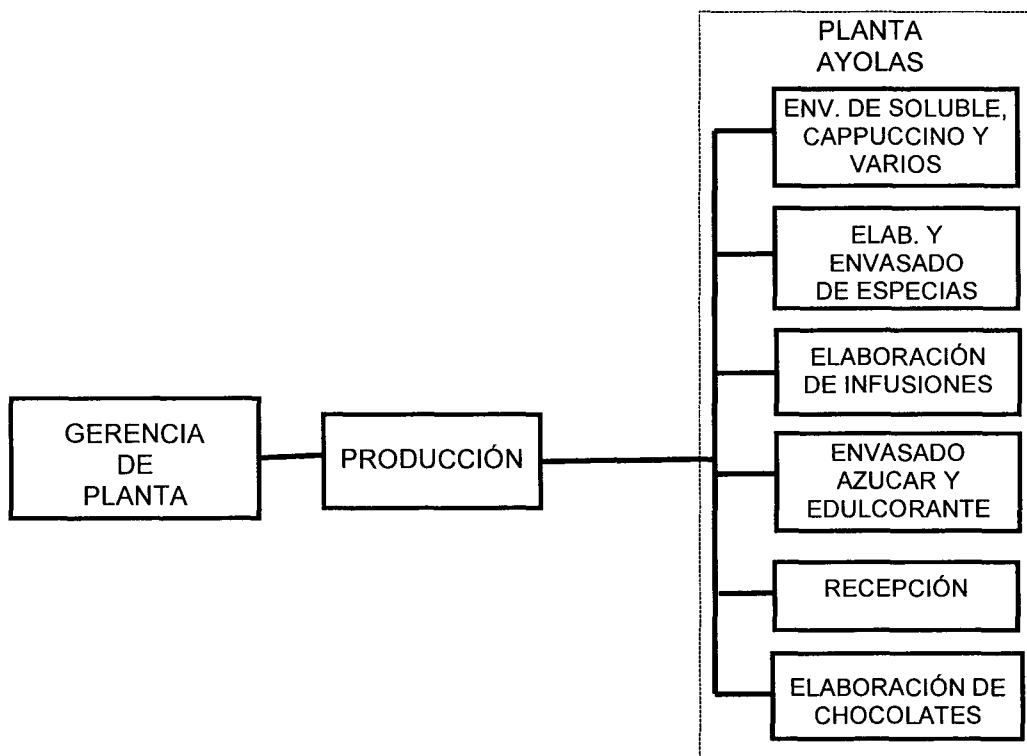 PLANTA
AYOLAS
ENV. DE SOLUBLE,
CAPPUCCINO Y
VARIOS
ELAB. Y
ENVASADO
DE ESPECIAS
ELABORACIÓN
DE INFUSIONES
GERENCIA
DE
PLANTA
PRODUCCIÓN
ENVASADO
AZUCAR Y
EDULCORANTE
RECEPCIÓN
ELABORACIÓN DE
CHOCOLATES